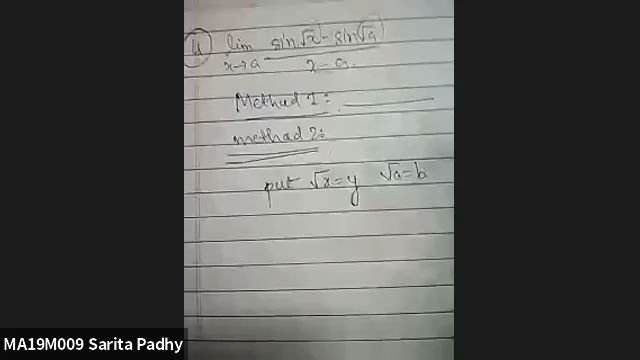 4) lim x→a sin(√x) - sin(√a) / x - a
Method 1:
method 2:
put √x = y √a = b
MA19M009 Sarita Padhy